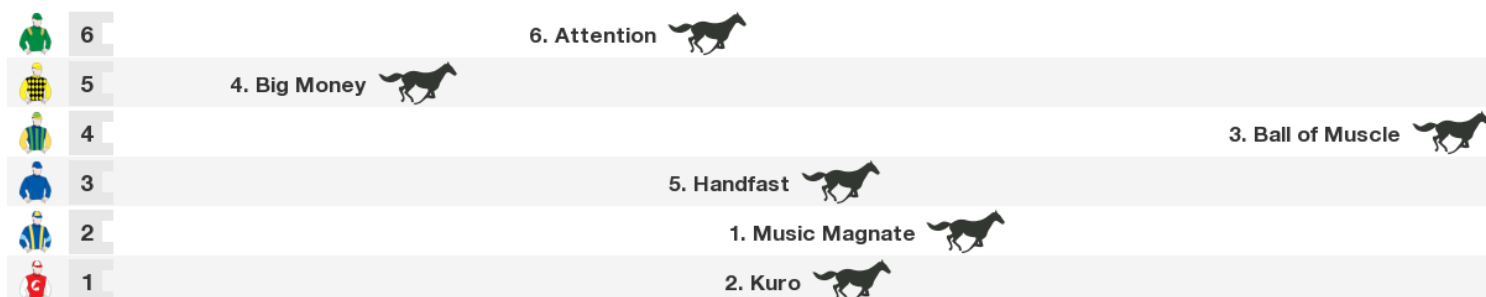 6 6. Attention
5 4. Big Money
4 3. Ball of Muscle
3 5. Handfast
2 1. Music Magnate
1 2. Kuro